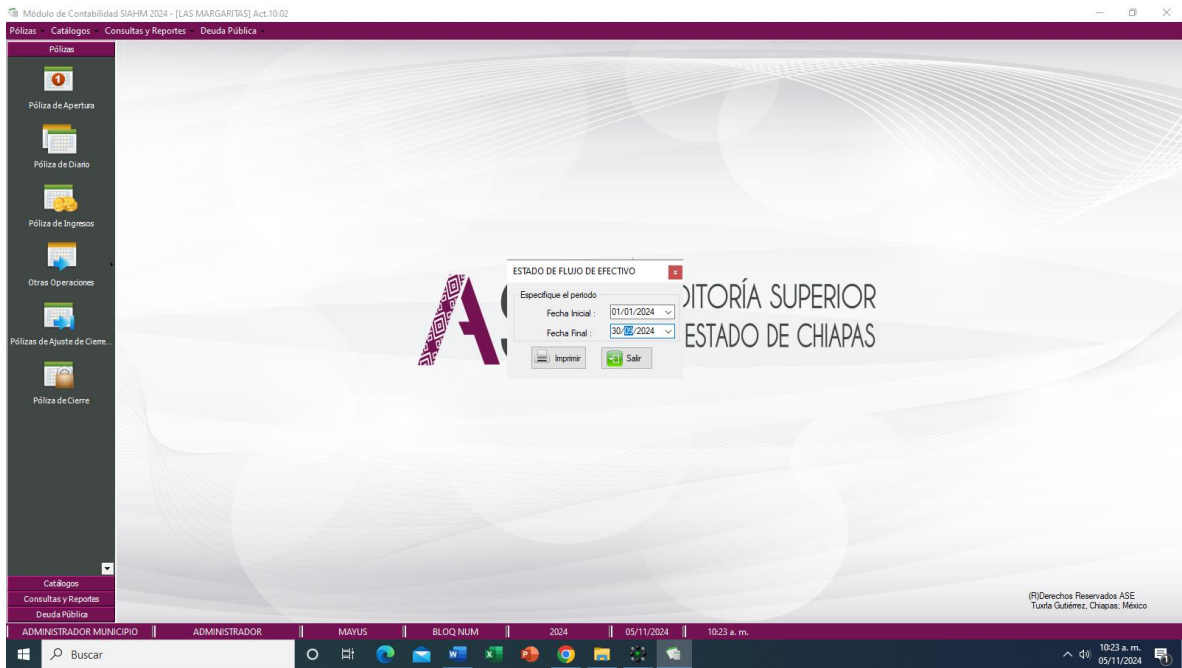 Módulo de Contabilidad SIAHM 2024 - [LAS MARGARITAS] Act.10.02
Pólizas Catálogos Consultas y Reportes Deuda Pública
Pólizas
Póliza de Apertura
Póliza de Diario
Póliza de Ingresos
Otras Operaciones
Pólizas de Ajuste de Cierre...
Póliza de Cierre
ESTADO DE FLUJO DE EFECTIVO
Especifique el periodo
Fecha Inicial : 01/01/2024
Fecha Final : 30/09/2024
Imprimir Salir
DITORÍA SUPERIOR
ESTADO DE CHIAPAS
Catálogos
Consultas y Reportes
Deuda Pública
(R)Derechos Reservados ASE
Tuxtla Gutiérrez, Chiapas; México
ADMINISTRADOR MUNICIPIO ADMINISTRADOR MAYUS BLOQ NUM 2024 05/11/2024 10:23 a. m.
Buscar
10:23 a. m.
05/11/2024